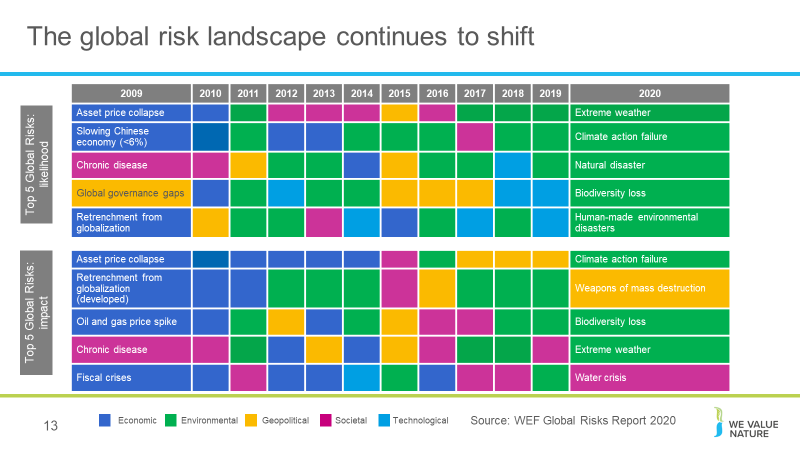 The global risk landscape continues to shift
2009 2010 2011 2012 2013 2014 2015 2016 2017 2018 2019 2020
Top 5 Global Risks:
likelihood
Asset price collapse Extreme weather
Slowing Chinese
economy (<6%) Climate action failure
Chronic disease Natural disaster
Global governance gaps Biodiversity loss
Retrenchment from
globalization
Human-made environmental
disasters
Top 5 Global Risks:
impact
Asset price collapse Climate action failure
Retrenchment from
globalization
(developed)
Weapons of mass destruction
Oil and gas price spike Biodiversity loss
Chronic disease Extreme weather
Fiscal crises Water crisis
13
Economic Environmental Geopolitical Societal Technological
Source: WEF Global Risks Report 2020
WE VALUE
NATURE